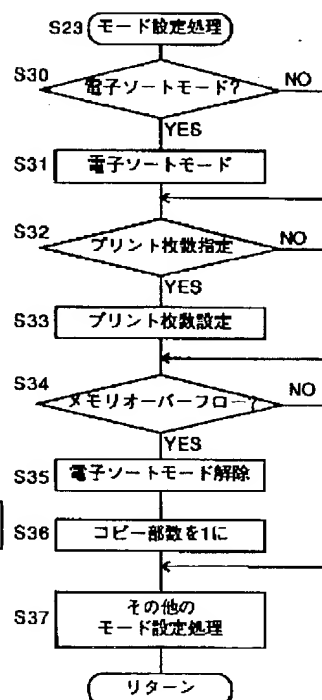 S23 モード設定処理
S30 電子ソートモード? NO
YES
S31 電子ソートモード
S32 プリント枚数指定 NO
YES
S33 プリント枚数設定
S34 メモリオーバーフロー? NO
YES
S35 電子ソートモード解除
S36 コピー部数を1に
S37 その他の
モード設定処理
リターン